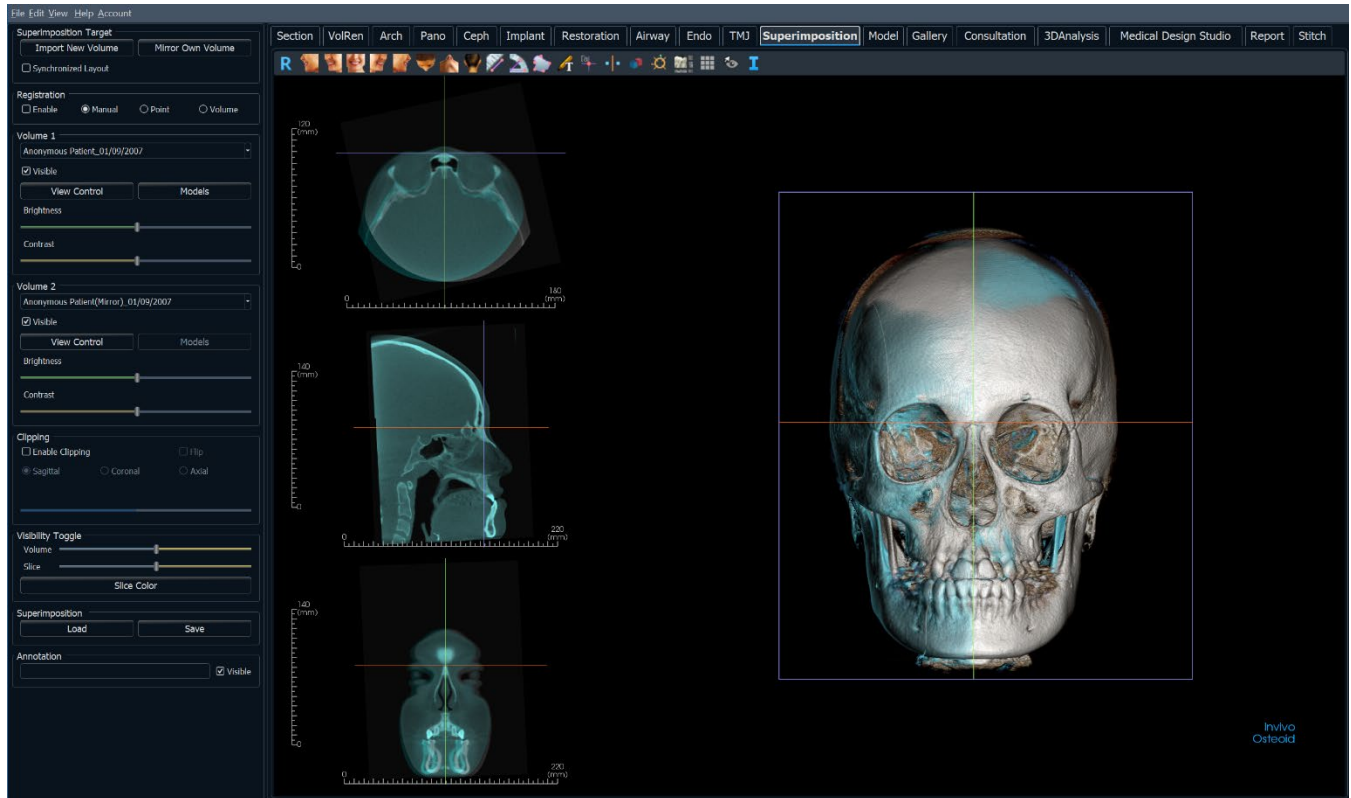 File Edit View Help Account
Superimposition Target
Import New Volume Mirror Own Volume
Synchronized Layout
Registration
Enable Manual Point Volume
Volume 1
Anonymous Patient_01/09/2007
Visible
View Control Models
Brightness
Contrast
Volume 2
Anonymous Patient(Mirror)_01/09/2007
Visible
View Control Models
Brightness
Contrast
Clipping
Enable Clipping Flip
Sagittal Coronal Axial
Visibility Toggle
Volume
Slice
Slice Color
Superimposition
Load Save
Annotation
Visible
Section VolRen Arch Pano Ceph Implant Restoration Airway Endo TMJ Superimposition Model Gallery Consultation 3DAnalysis Medical Design Studio Report Stitch
R I
120
(mm)
0
0 180
(mm)
140
(mm)
0
0 220
(mm)
140
(mm)
0
0 220
(mm)
Invivo
Osteoid